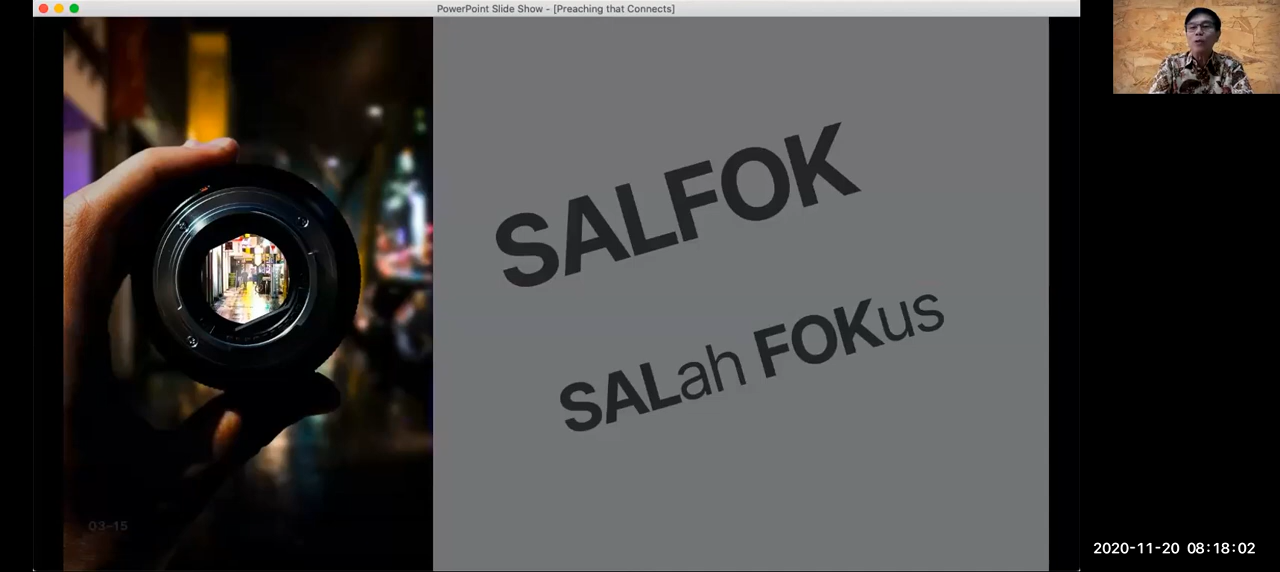 PowerPoint Slide Show - [Preaching that Connects]
SALFOK
SALah FOKus
03-15
2020-11-20 08:18:02